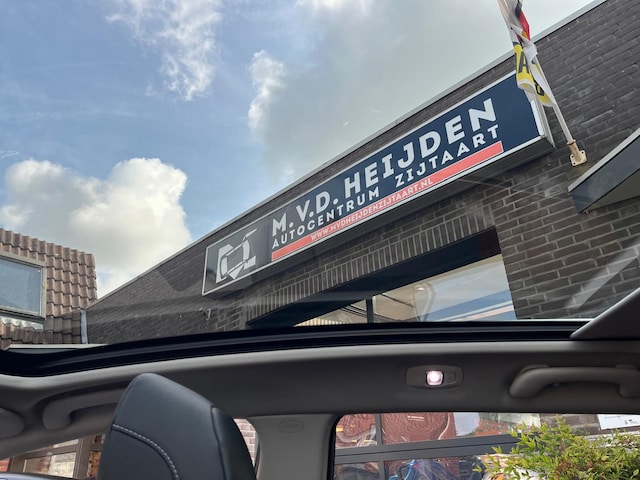 M.V.D. HEIJDEN
AUTOCENTRUM ZIJTAART
WWW.MVDHEIJDENZIJTAART.NL